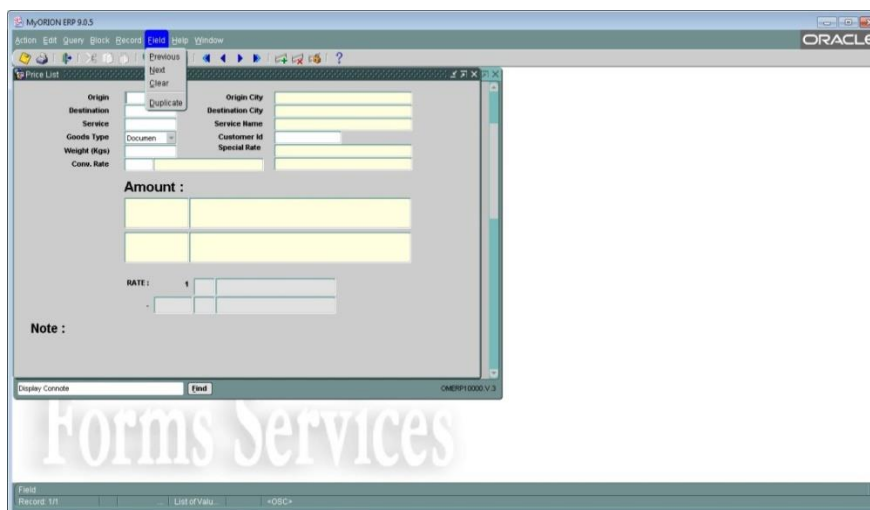 MyORION ERP 9.0.5
Action Edit Query Block Record Field Help Window
ORACLE
Previous
Next
Clear
Duplicate
Price List
Origin
Origin City
Destination
Destination City
Service
Service Name
Goods Type
Documen
Customer Id
Weight (Kgs)
Special Rate
Conv. Rate
Amount :
RATE :
1
-
Note :
Display Connote
Find
OMERP10000.V.3
Forms Services
Field
Record: 1/1
...
List of Valu...
<OSC>